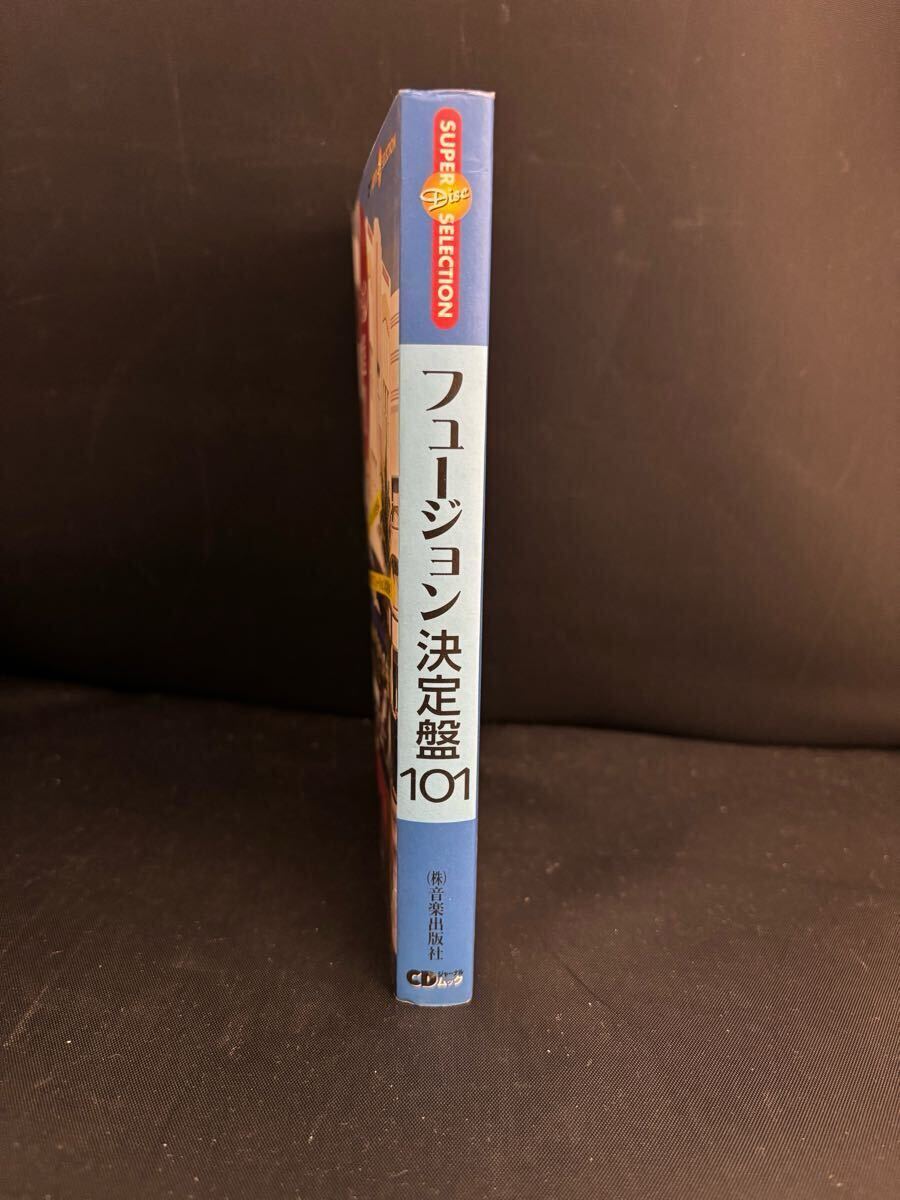 SUPER Disc SELECTION
フュージョン決定盤101
(株)音楽出版社
CDジャーナルムック